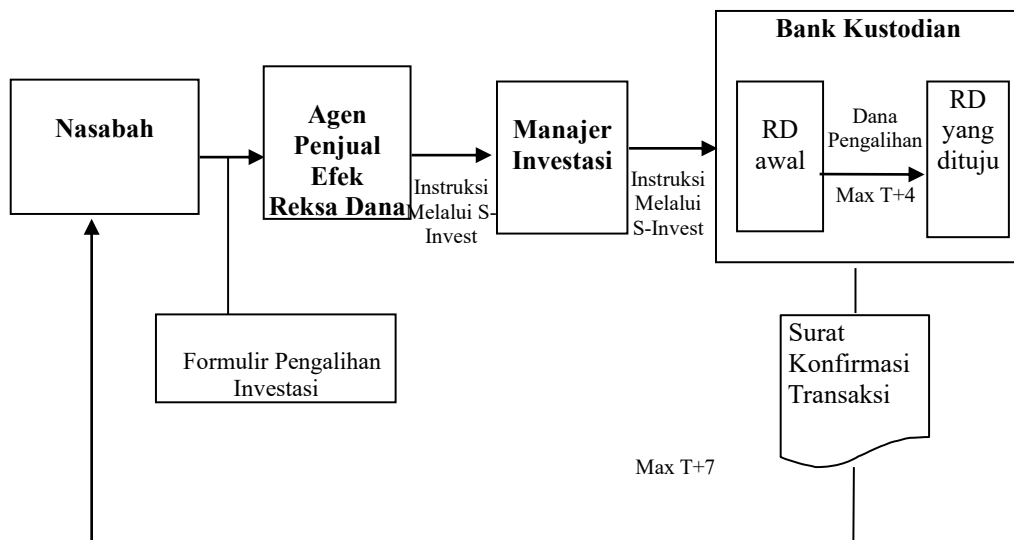 Bank Kustodian
Nasabah
Agen
Penjual
Efek
Reksa Dana
Instruksi
Melalui S-
Invest
Manajer
Investasi
Instruksi
Melalui
S-Invest
RD
awal
Dana
Pengalihan
Max T+4
RD
yang
dituju
Formulir Pengalihan
Investasi
Surat
Konfirmasi
Transaksi
Max T+7